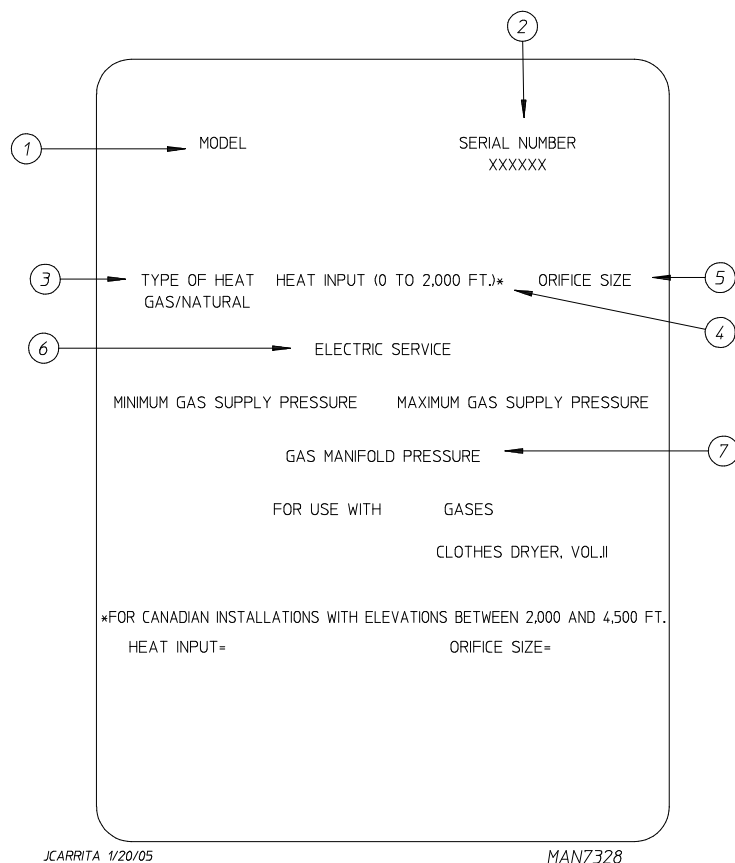 2
1
MODEL
SERIAL NUMBER
XXXXXX
3
TYPE OF HEAT
GAS/NATURAL
HEAT INPUT (0 TO 2,000 FT.)*
ORIFICE SIZE
5
4
6
ELECTRIC SERVICE
MINIMUM GAS SUPPLY PRESSURE
MAXIMUM GAS SUPPLY PRESSURE
GAS MANIFOLD PRESSURE
7
FOR USE WITH
GASES
CLOTHES DRYER, VOL.II
*FOR CANADIAN INSTALLATIONS WITH ELEVATIONS BETWEEN 2,000 AND 4,500 FT.
HEAT INPUT=
ORIFICE SIZE=
JCARRITA 1/20/05
MAN7328